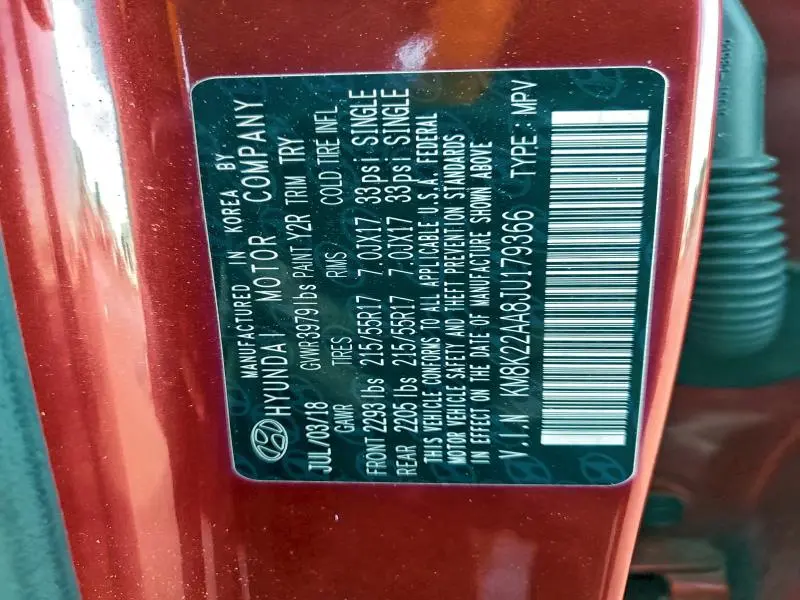 MANUFACTURED IN KOREA BY
HYUNDAI MOTOR COMPANY
JUL/03/18 GVWR 3979 lbs PAINT Y2R TRIM TRY
GAWR TIRES RIMS COLD TIRE INFL
FRONT 2293 lbs 215/55R17 7.0JX17 33psi SINGLE
REAR 2205 lbs 215/55R17 7.0JX17 33psi SINGLE
THIS VEHICLE CONFORMS TO ALL APPLICABLE U.S.A. FEDERAL
MOTOR VEHICLE SAFETY AND THEFT PREVENTION STANDARDS
IN EFFECT ON THE DATE OF MANUFACTURE SHOWN ABOVE
V.I.N KM8K22AA8JU179366 TYPE: MPV